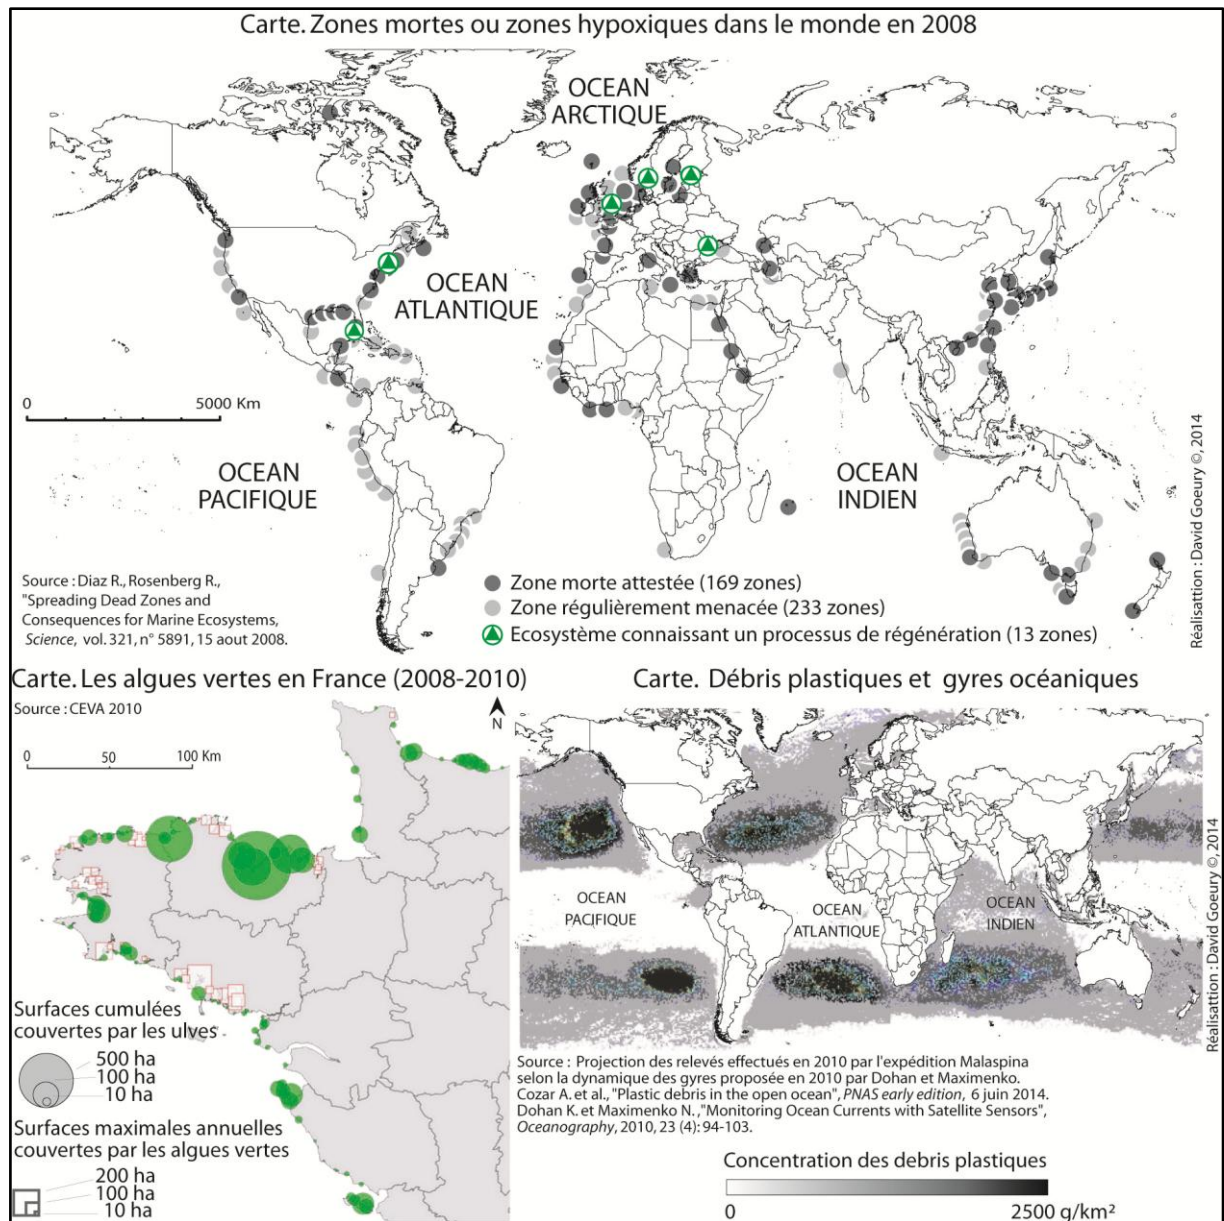 Carte. Zones mortes ou zones hypoxiques dans le monde en 2008
OCEAN
ARCTIQUE
OCEAN
ATLANTIQUE
0 5000 Km
OCEAN
PACIFIQUE
OCEAN
INDIEN
Source : Diaz R., Rosenberg R.,
"Spreading Dead Zones and
Consequences for Marine Ecosystems,
Science, vol. 321, n° 5891, 15 aout 2008.
Zone morte attestée (169 zones)
Zone régulièrement menacée (233 zones)
Ecosystème connaissant un processus de régénération (13 zones)
Réalisattion : David Goeury ©, 2014
Carte. Les algues vertes en France (2008-2010)
Source : CEVA 2010
N
0 50 100 Km
Surfaces cumulées
couvertes par les ulves
500 ha
100 ha
10 ha
Surfaces maximales annuelles
couvertes par les algues vertes
200 ha
100 ha
10 ha
Carte. Débris plastiques et gyres océaniques
OCEAN
PACIFIQUE
OCEAN
ATLANTIQUE
OCEAN
INDIEN
Réalisattion : David Goeury ©, 2014
Source : Projection des relevés effectués en 2010 par l'expédition Malaspina
selon la dynamique des gyres proposée en 2010 par Dohan et Maximenko.
Cozar A. et al., "Plastic debris in the open ocean", PNAS early edition, 6 juin 2014.
Dohan K. et Maximenko N., "Monitoring Ocean Currents with Satellite Sensors",
Oceanography, 2010, 23 (4): 94-103.
Concentration des debris plastiques
0 2500 g/km²